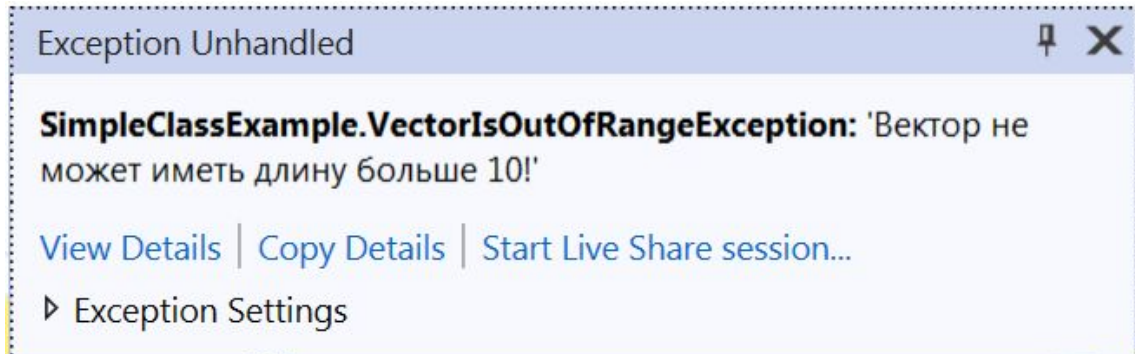 Exception Unhandled
SimpleClassExample.VectorIsOutOfRangeException: 'Вектор не
может иметь длину больше 10!'
View Details | Copy Details | Start Live Share session...
Exception Settings